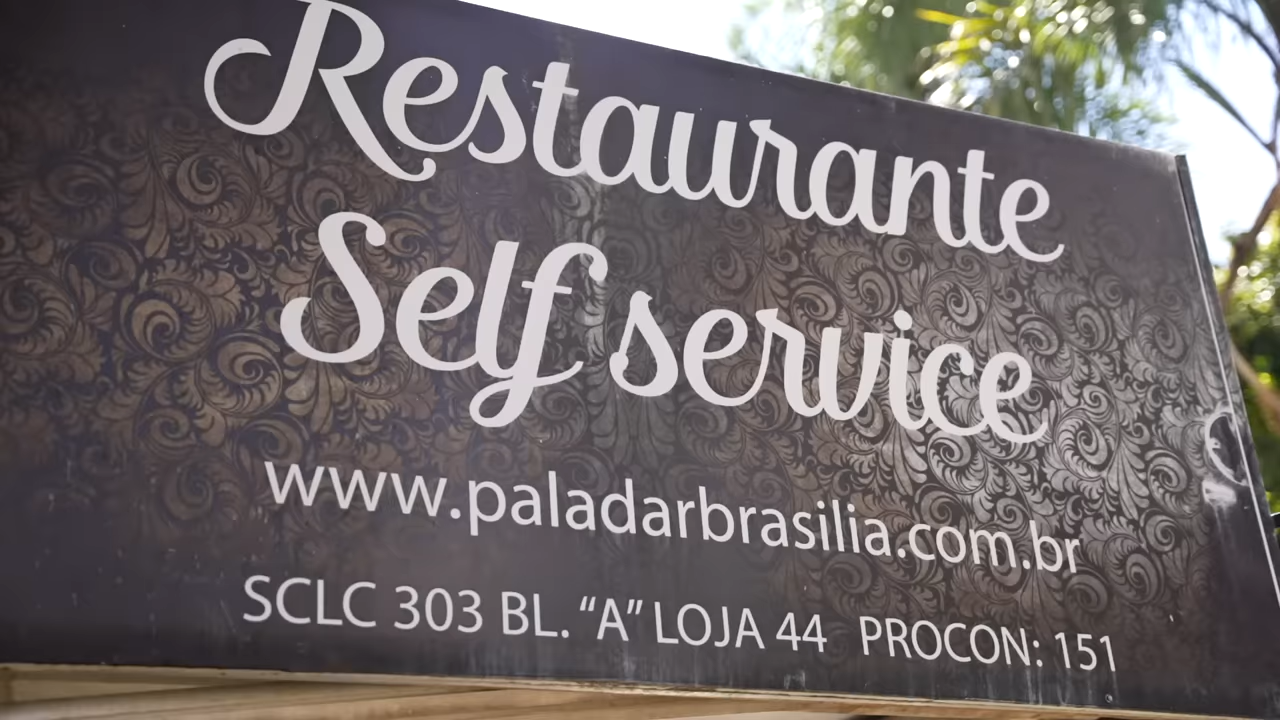 Restaurante
Self service
www.paladarbrasilia.com.br
SCLC 303 BL. “A” LOJA 44 PROCON: 151